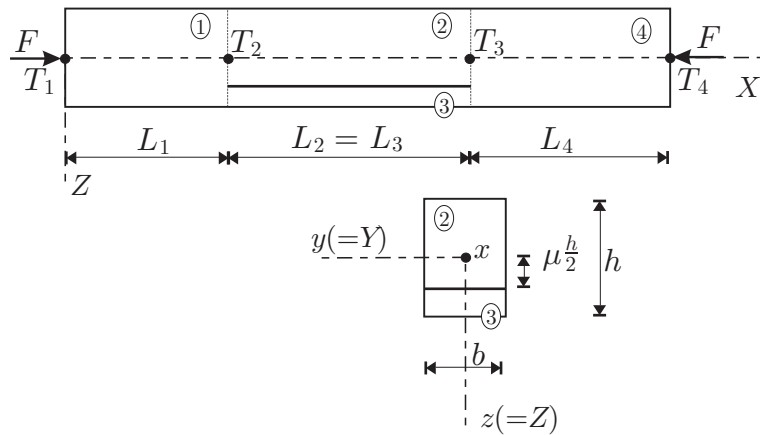 ① ② ④
F T₂ T₃ F
T₁ T₄
③ X
L₁ L₂ = L₃ L₄
Z
②
y(=Y) x μh/2 h
③
b
z(=Z)